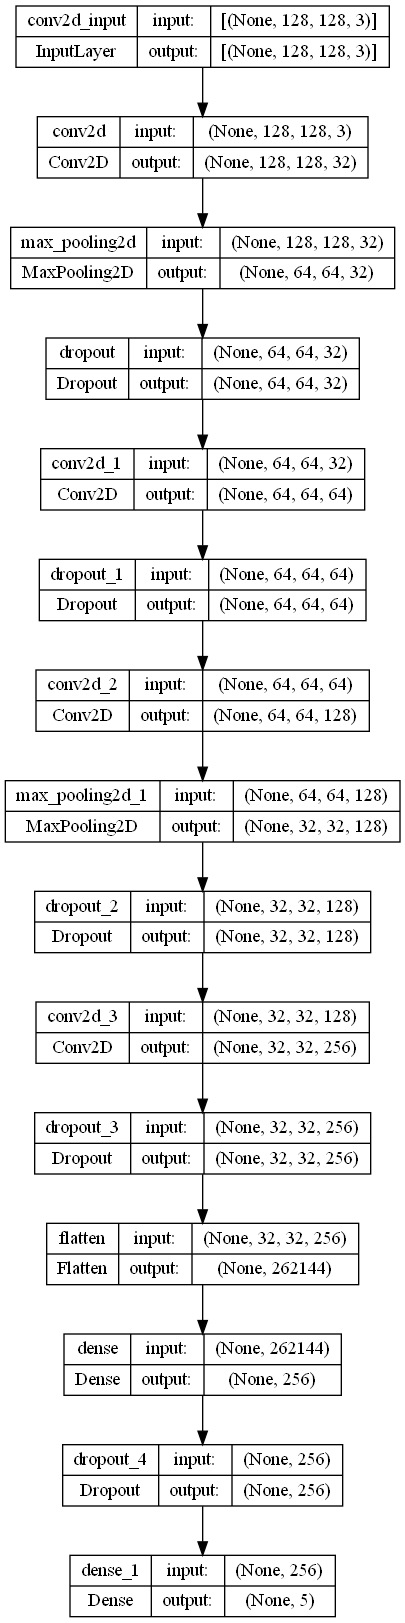 conv2d_input input: [(None, 128, 128, 3)]
InputLayer output: [(None, 128, 128, 3)]
conv2d input: (None, 128, 128, 3)
Conv2D output: (None, 128, 128, 32)
max_pooling2d input: (None, 128, 128, 32)
MaxPooling2D output: (None, 64, 64, 32)
dropout input: (None, 64, 64, 32)
Dropout output: (None, 64, 64, 32)
conv2d_1 input: (None, 64, 64, 32)
Conv2D output: (None, 64, 64, 64)
dropout_1 input: (None, 64, 64, 64)
Dropout output: (None, 64, 64, 64)
conv2d_2 input: (None, 64, 64, 64)
Conv2D output: (None, 64, 64, 128)
max_pooling2d_1 input: (None, 64, 64, 128)
MaxPooling2D output: (None, 32, 32, 128)
dropout_2 input: (None, 32, 32, 128)
Dropout output: (None, 32, 32, 128)
conv2d_3 input: (None, 32, 32, 128)
Conv2D output: (None, 32, 32, 256)
dropout_3 input: (None, 32, 32, 256)
Dropout output: (None, 32, 32, 256)
flatten input: (None, 32, 32, 256)
Flatten output: (None, 262144)
dense input: (None, 262144)
Dense output: (None, 256)
dropout_4 input: (None, 256)
Dropout output: (None, 256)
dense_1 input: (None, 256)
Dense output: (None, 5)